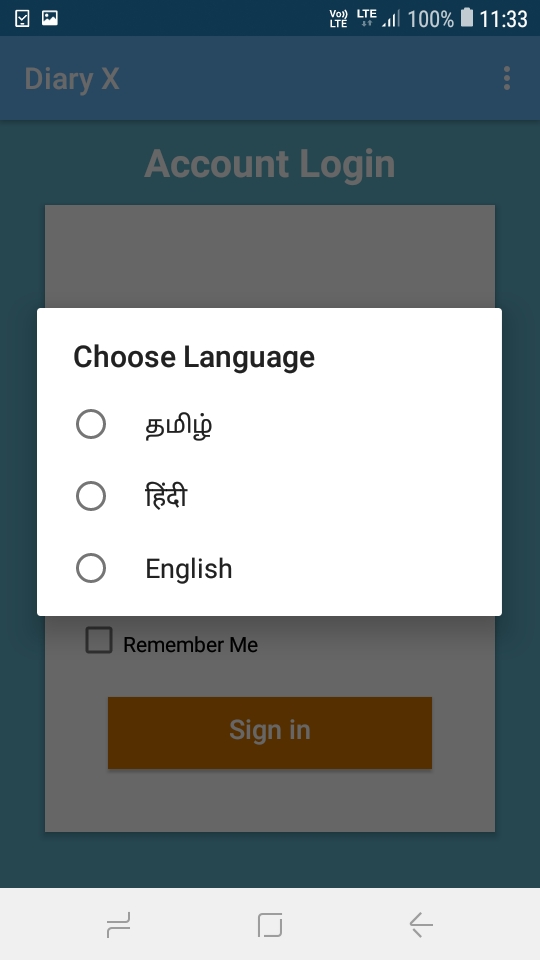 Vo)) LTE LTE 100% 11:33
Diary X
Account Login
Choose Language
தமிழ்
हिंदी
English
Remember Me
Sign in